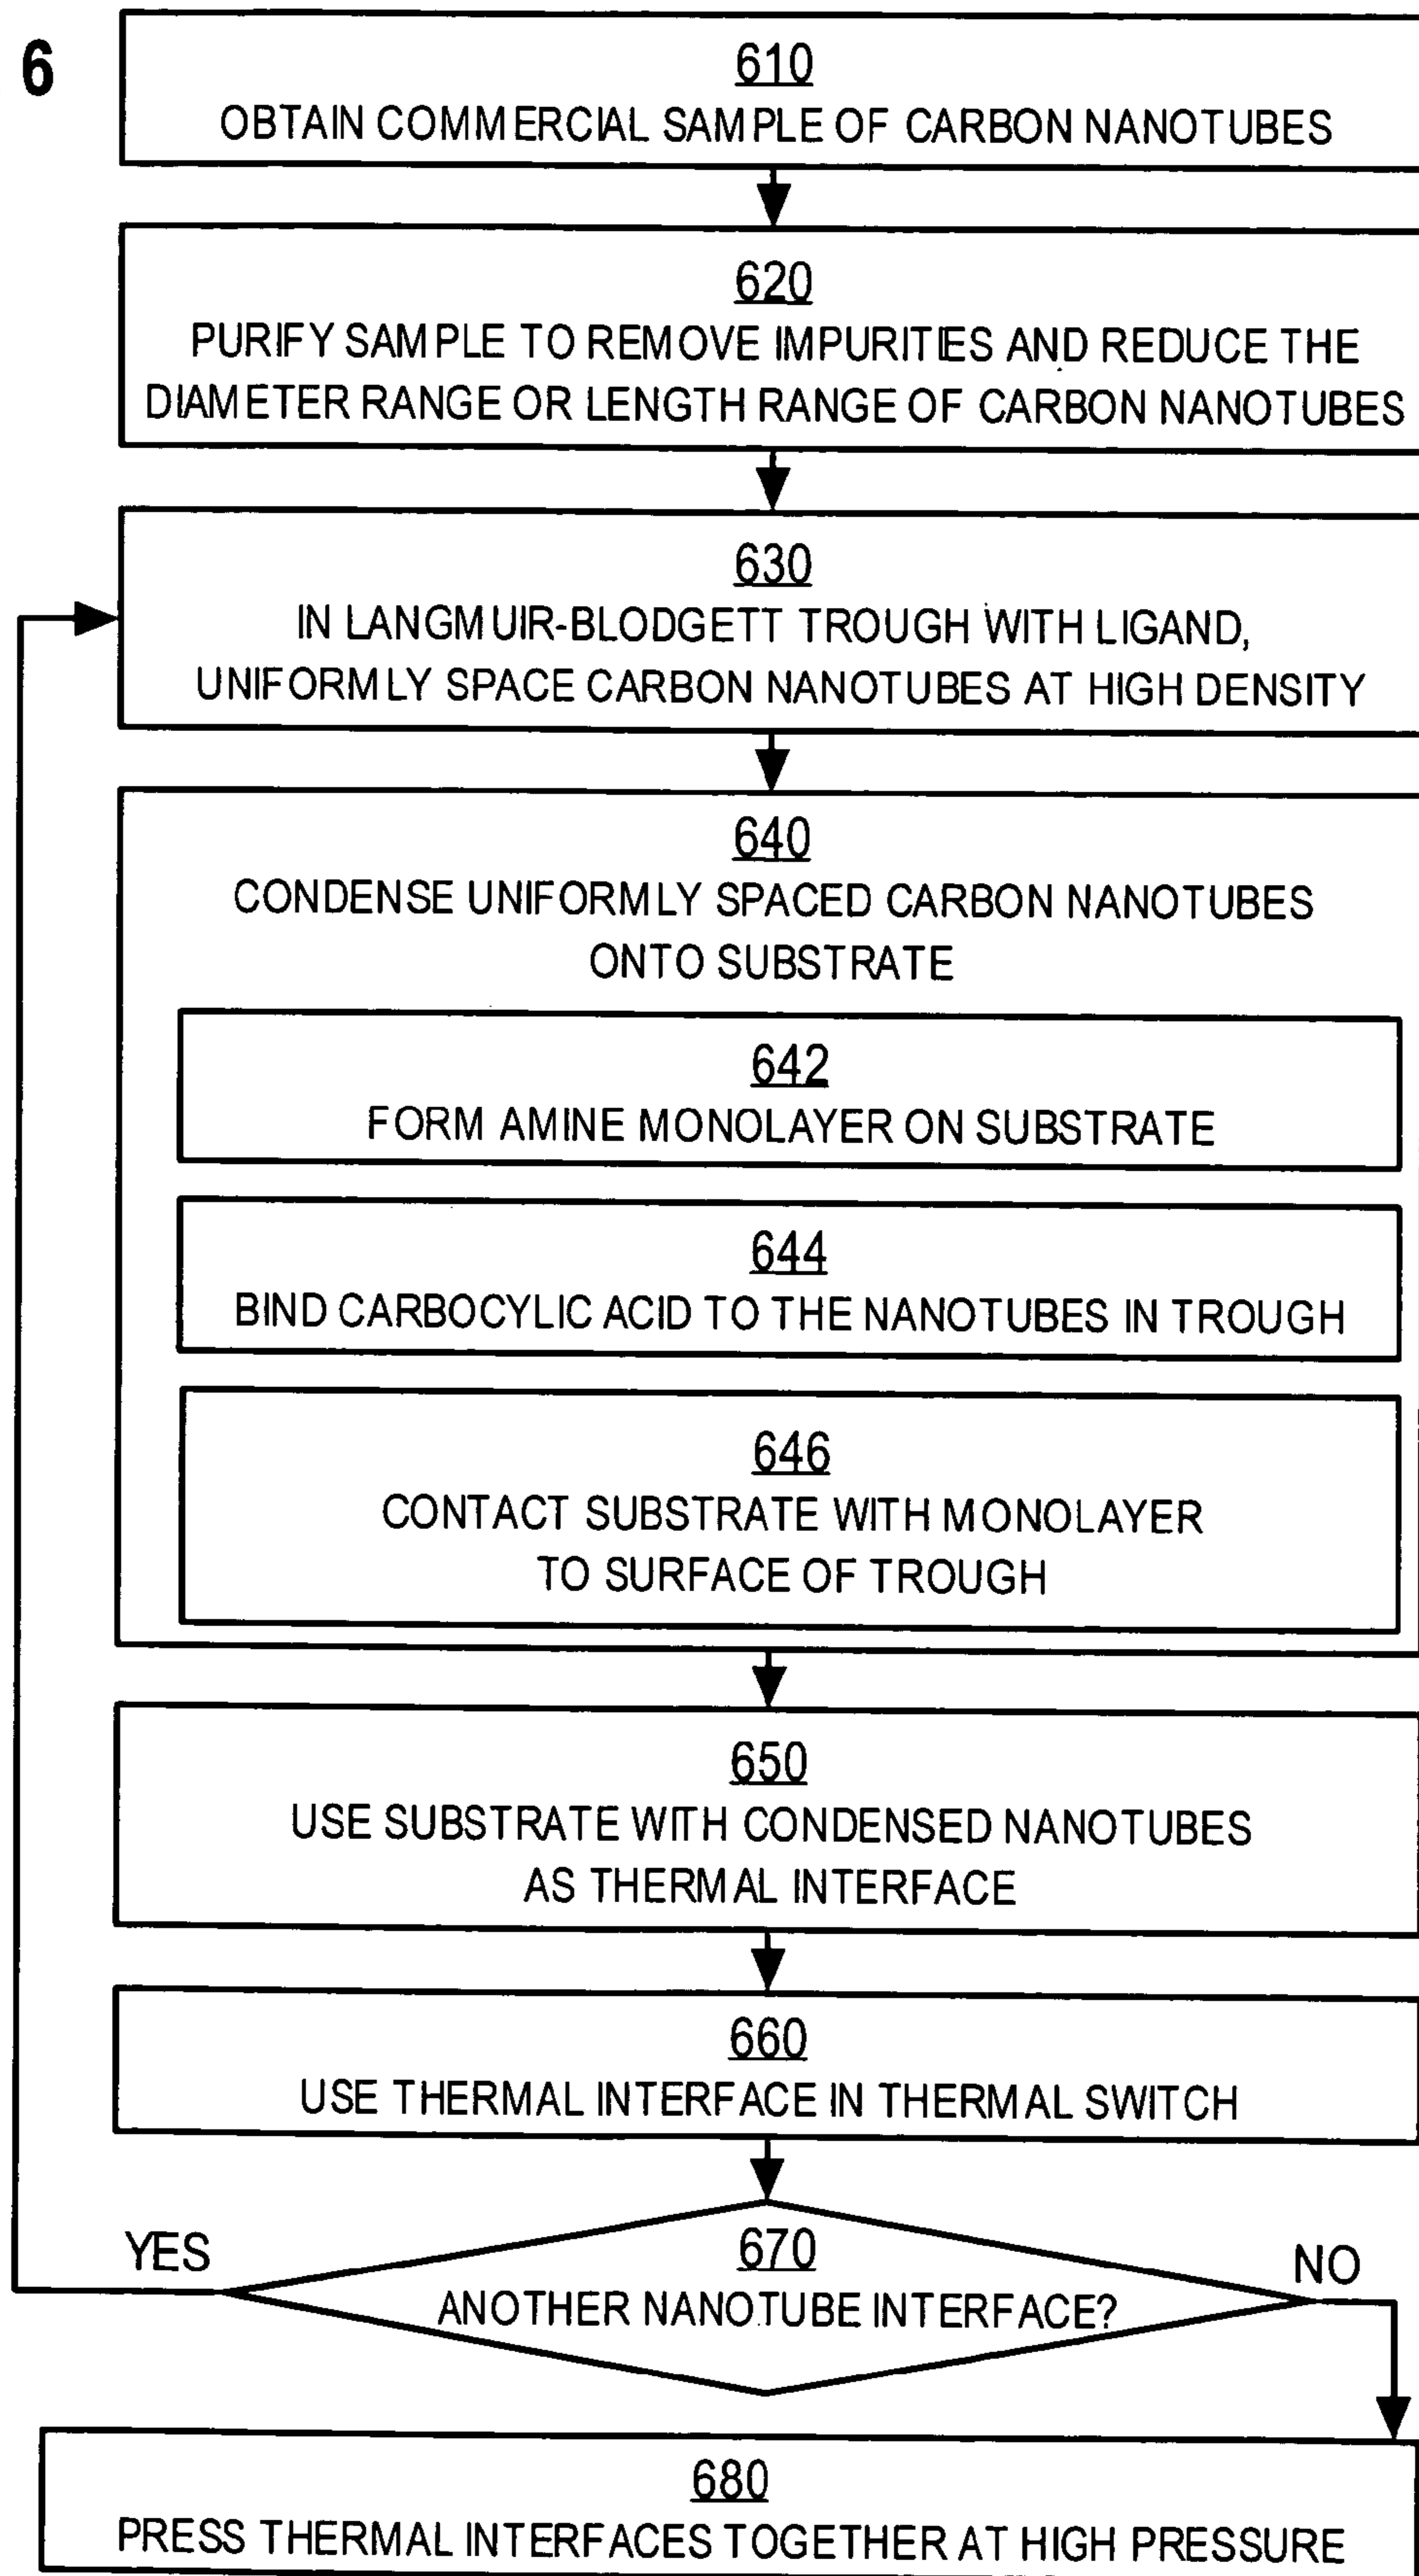 6
610
OBTAIN COMMERCIAL SAMPLE OF CARBON NANOTUBES
620
PURIFY SAMPLE TO REMOVE IMPURITIES AND REDUCE THE
DIAMETER RANGE OR LENGTH RANGE OF CARBON NANOTUBES
630
IN LANGMUIR-BLODGETT TROUGH WITH LIGAND,
UNIFORMLY SPACE CARBON NANOTUBES AT HIGH DENSITY
640
CONDENSE UNIFORMLY SPACED CARBON NANOTUBES
ONTO SUBSTRATE
642
FORM AMINE MONOLAYER ON SUBSTRATE
644
BIND CARBOCYLIC ACID TO THE NANOTUBES IN TROUGH
646
CONTACT SUBSTRATE WITH MONOLAYER
TO SURFACE OF TROUGH
650
USE SUBSTRATE WITH CONDENSED NANOTUBES
AS THERMAL INTERFACE
660
USE THERMAL INTERFACE IN THERMAL SWITCH
YES
670
NO
ANOTHER NANOTUBE INTERFACE?
680
PRESS THERMAL INTERFACES TOGETHER AT HIGH PRESSURE